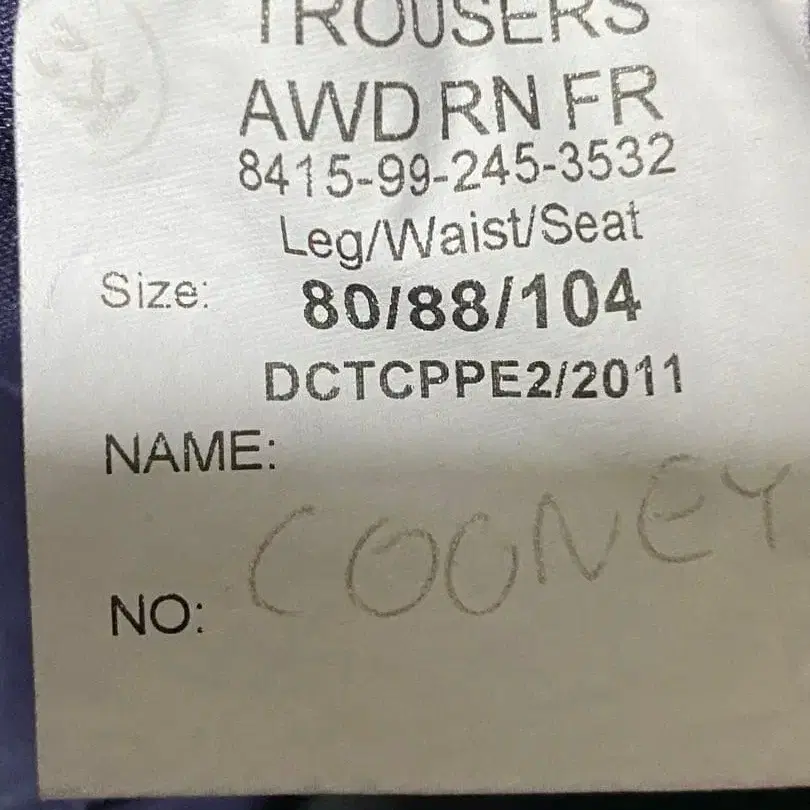 TROUSERS
AWD RN FR
8415-99-245-3532
Leg/Waist/Seat
Size: 80/88/104
DCTCPPE2/2011
NAME:
COONEY
NO: